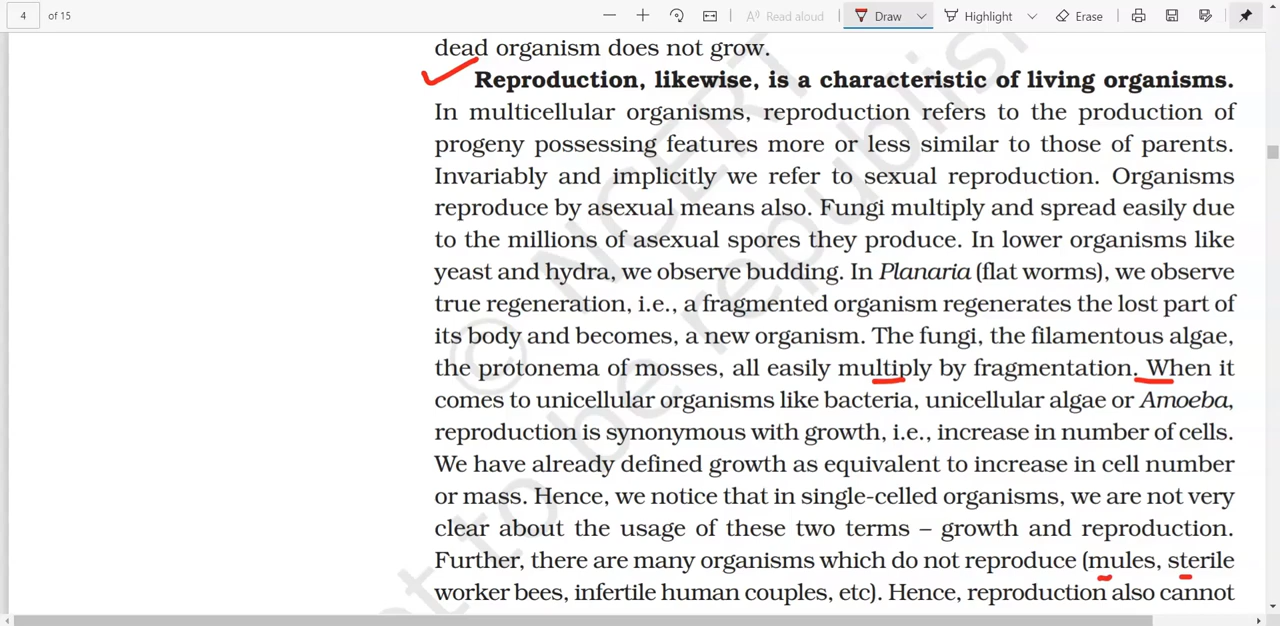 4 of 15 Read aloud Draw Highlight Erase
dead organism does not grow.
Reproduction, likewise, is a characteristic of living organisms.
In multicellular organisms, reproduction refers to the production of
progeny possessing features more or less similar to those of parents.
Invariably and implicitly we refer to sexual reproduction. Organisms
reproduce by asexual means also. Fungi multiply and spread easily due
to the millions of asexual spores they produce. In lower organisms like
yeast and hydra, we observe budding. In Planaria (flat worms), we observe
true regeneration, i.e., a fragmented organism regenerates the lost part of
its body and becomes, a new organism. The fungi, the filamentous algae,
the protonema of mosses, all easily multiply by fragmentation. When it
comes to unicellular organisms like bacteria, unicellular algae or Amoeba,
reproduction is synonymous with growth, i.e., increase in number of cells.
We have already defined growth as equivalent to increase in cell number
or mass. Hence, we notice that in single-celled organisms, we are not very
clear about the usage of these two terms – growth and reproduction.
Further, there are many organisms which do not reproduce (mules, sterile
worker bees, infertile human couples, etc). Hence, reproduction also cannot
© NCERT
to be republis